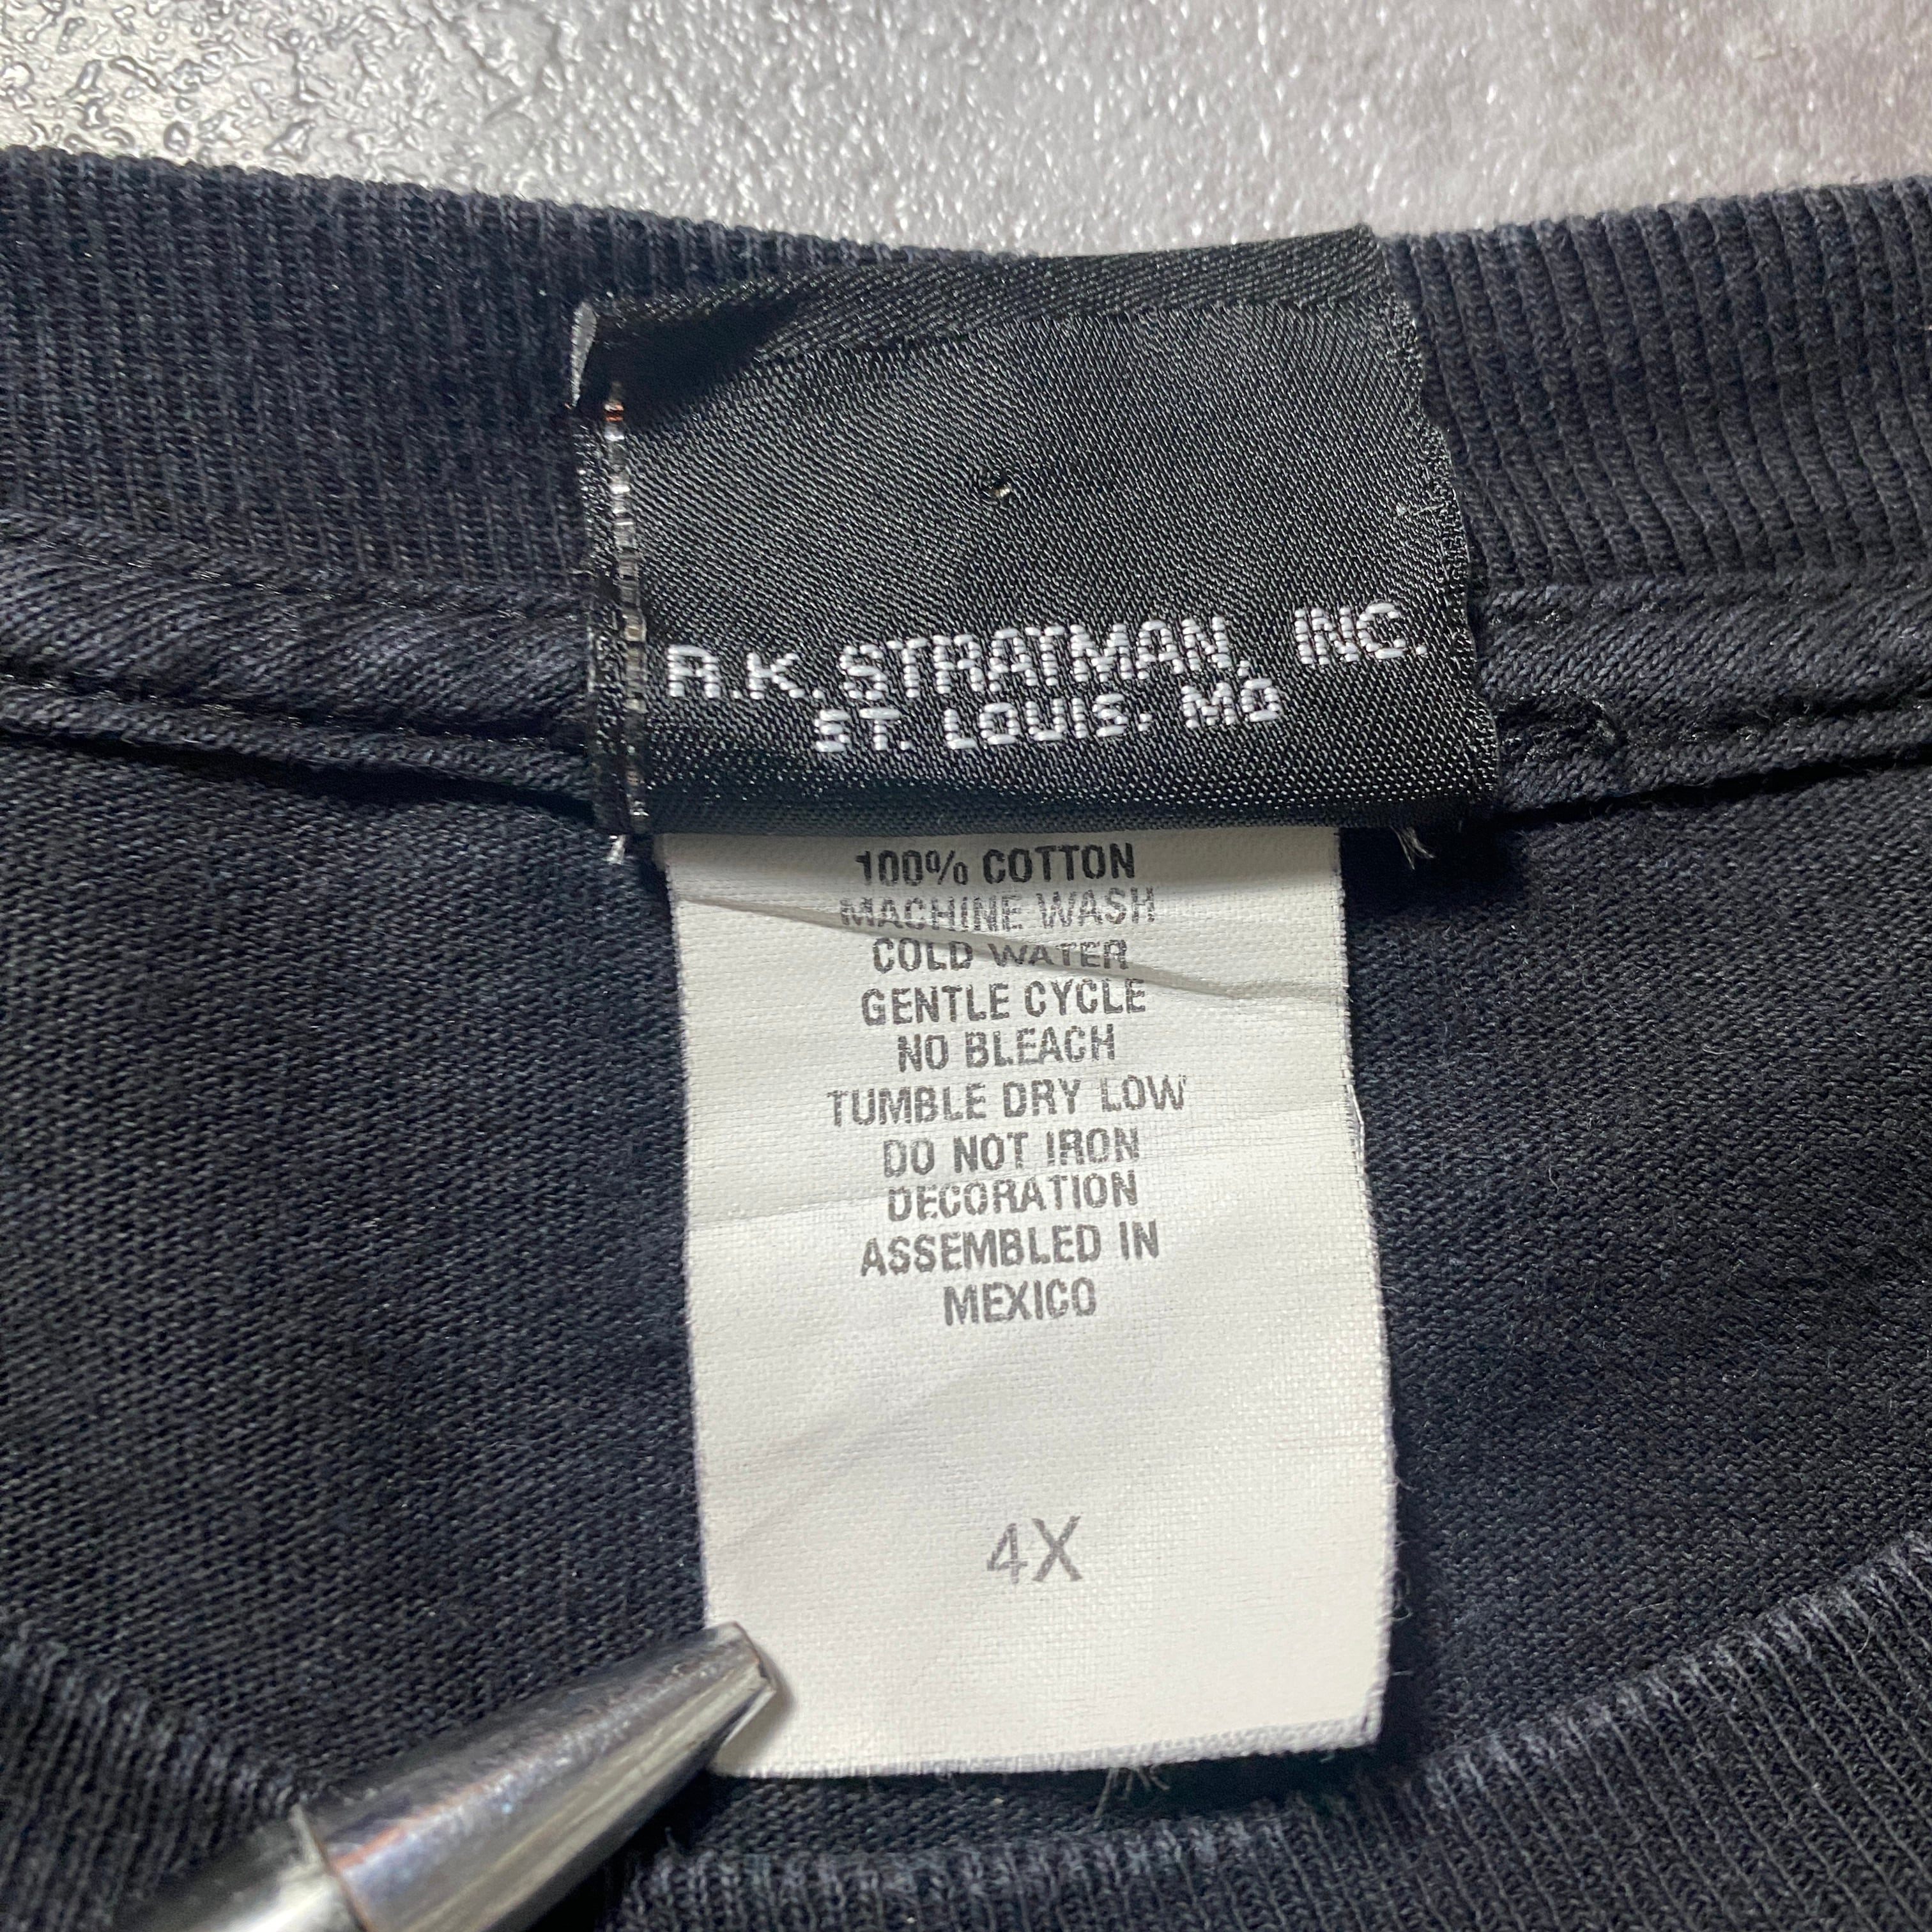 R.K. STRATMAN, INC.
ST. LOUIS, MO
100% COTTON
MACHINE WASH
COLD WATER
GENTLE CYCLE
NO BLEACH
TUMBLE DRY LOW
DO NOT IRON
DECORATION
ASSEMBLED IN
MEXICO
4X